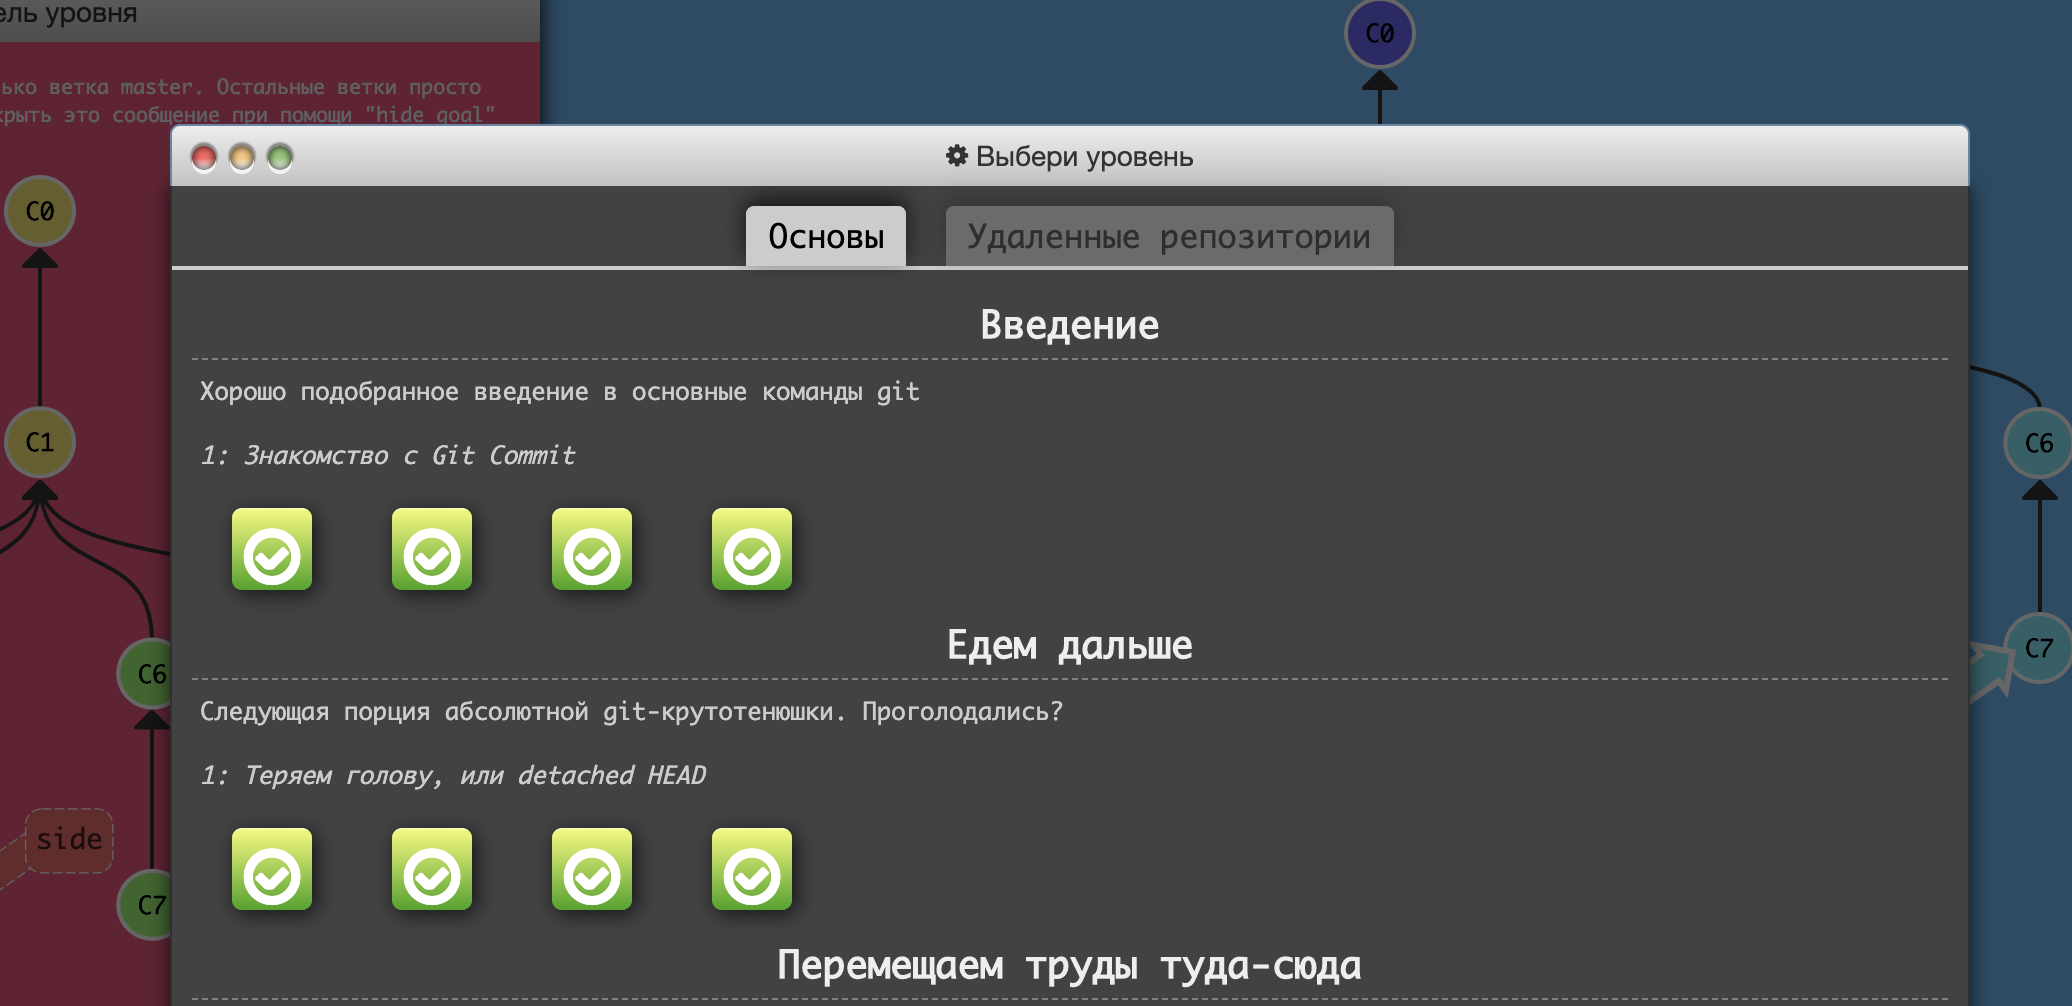 ель уровня
C0
ько ветка master. Остальные ветки просто
крыть это сообщение при помощи "hide goal"
Выбери уровень
C0
Основы
Удаленные репозитории
Введение
Хорошо подобранное введение в основные команды git
C1
C6
1: Знакомство с Git Commit
Едем дальше
C6
C7
Следующая порция абсолютной git-крутотенюшки. Проголодались?
1: Теряем голову, или detached HEAD
side
C7
Перемещаем труды туда-сюда